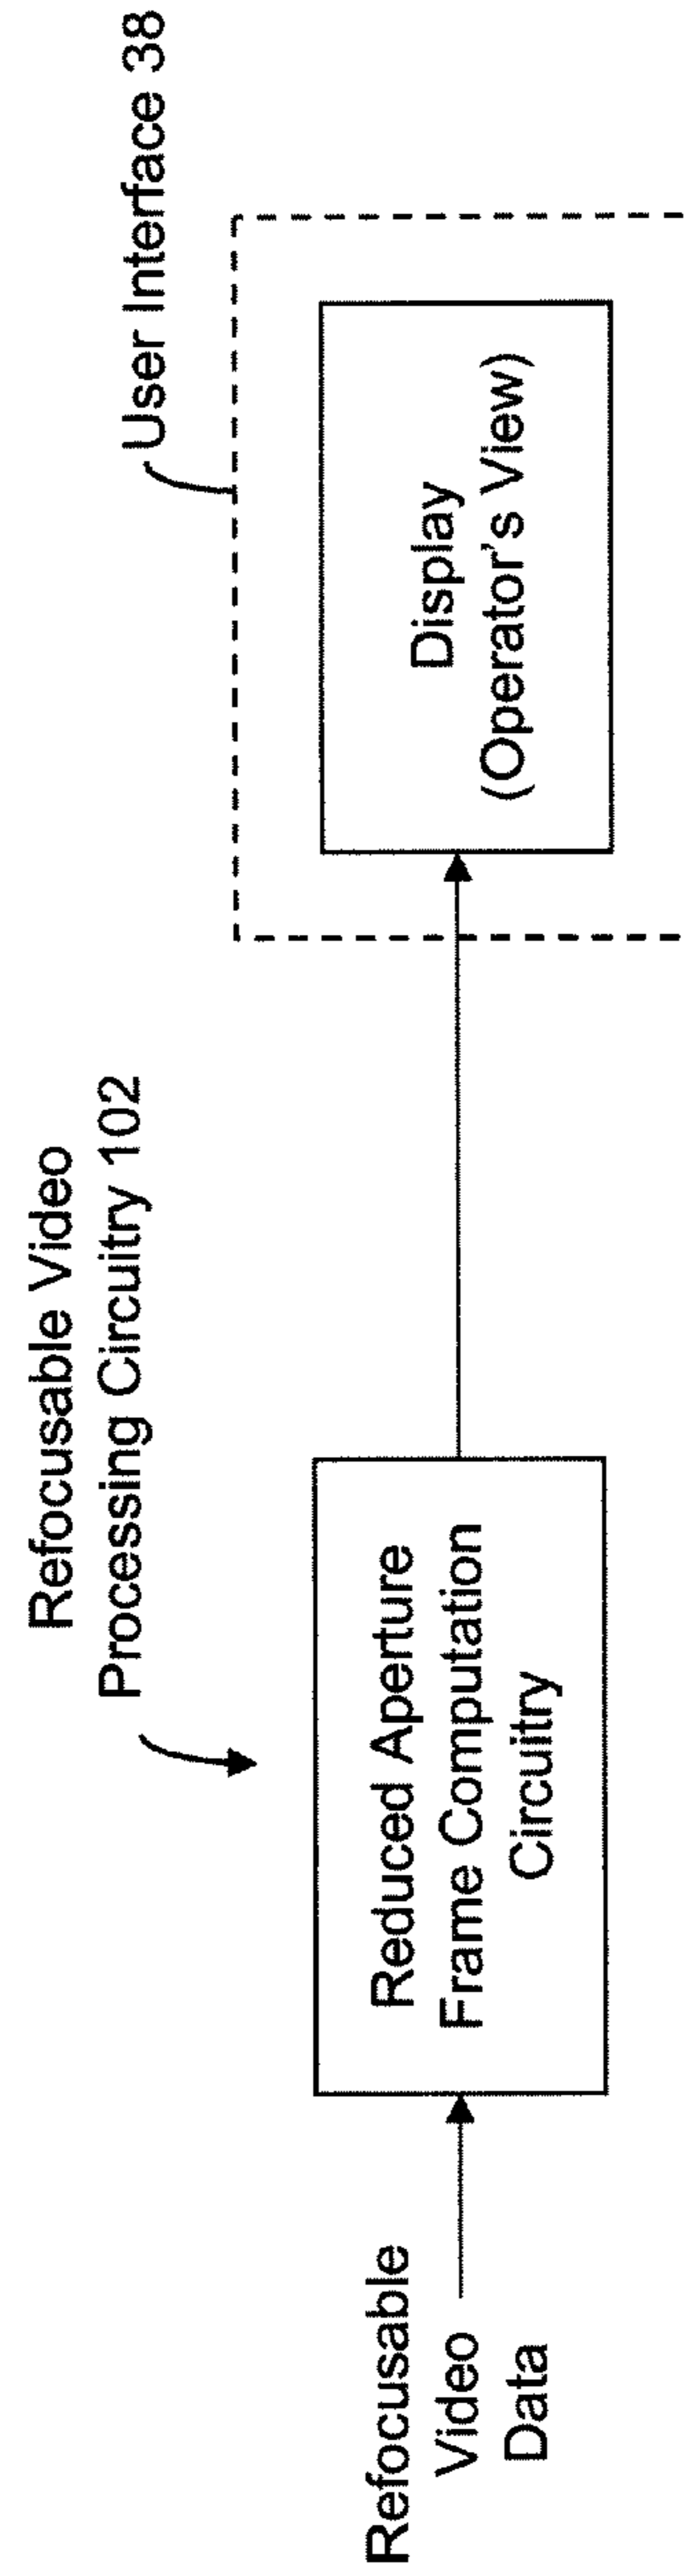 Refocusable Video
Processing Circuitry 102
User Interface 38
Refocusable
Video
Data
Reduced Aperture
Frame Computation
Circuitry
Display
(Operator's View)